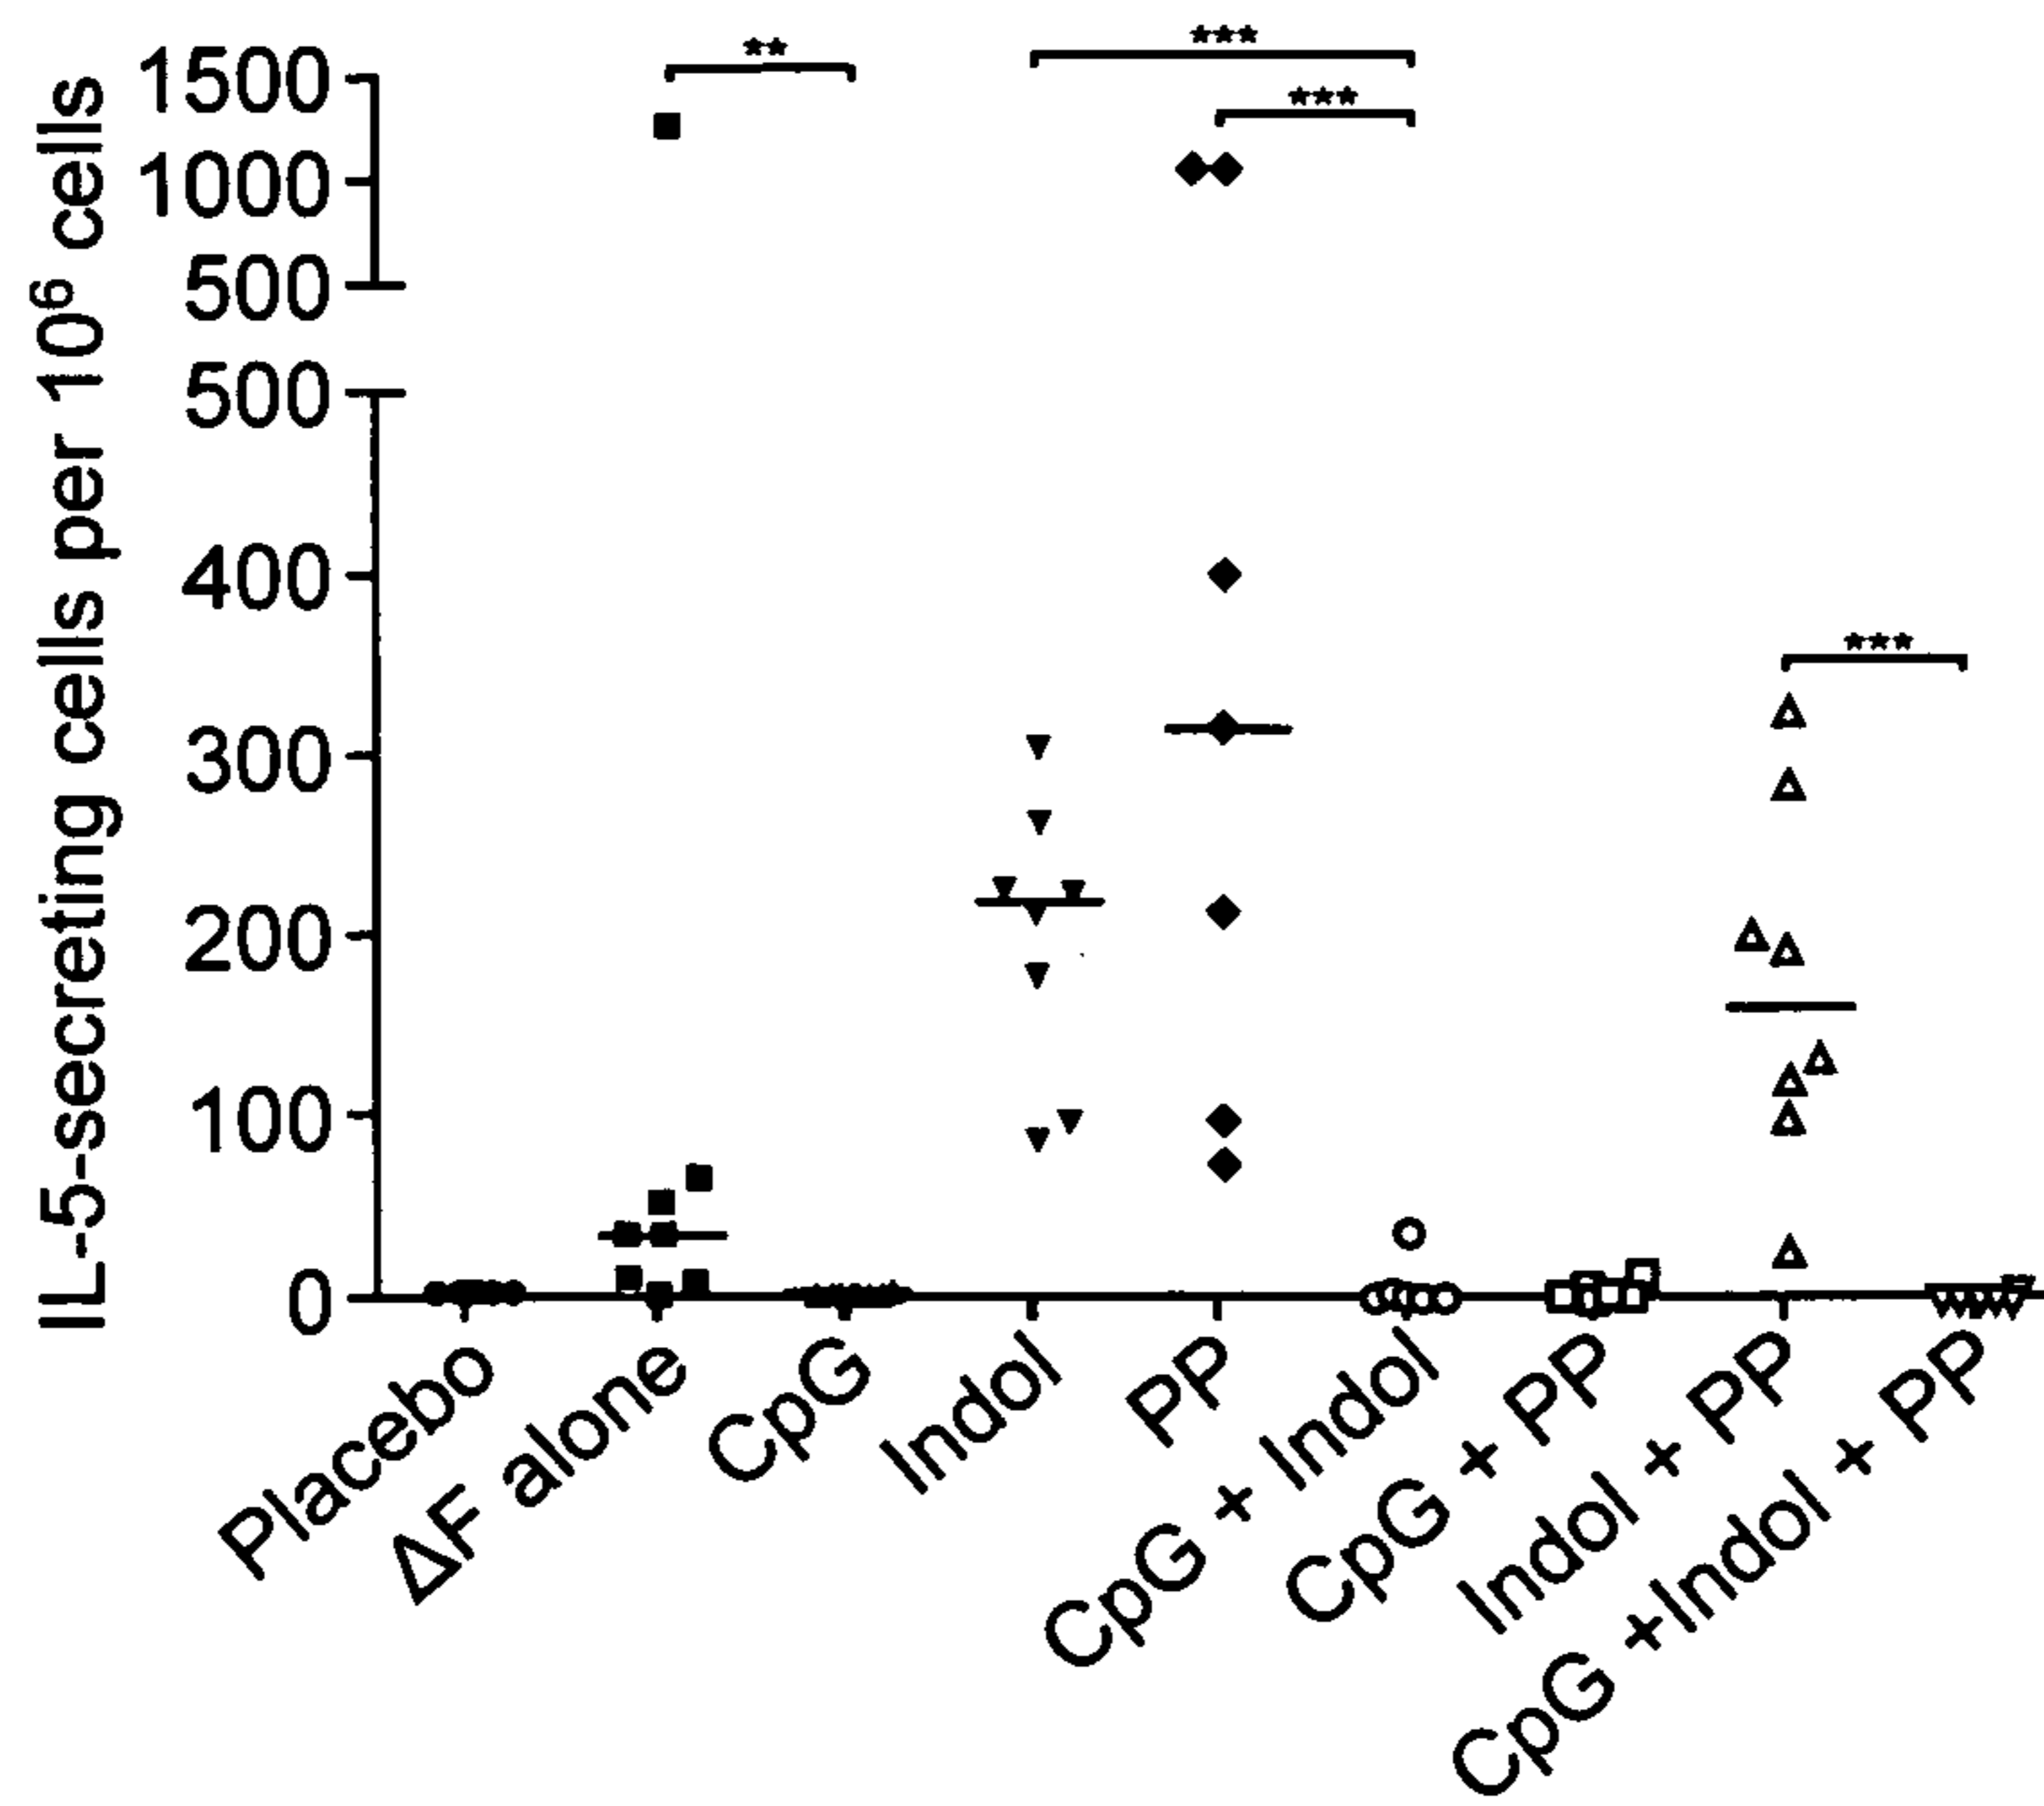 IL-5-secreting cells per 10⁶ cells
1500
1000
500
500
400
300
200
100
0
**
***
***
***
Placebo
ΔF alone
CpG
Indol
PP
CpG + Indol
CpG + PP
Indol + PP
CpG +Indol + PP